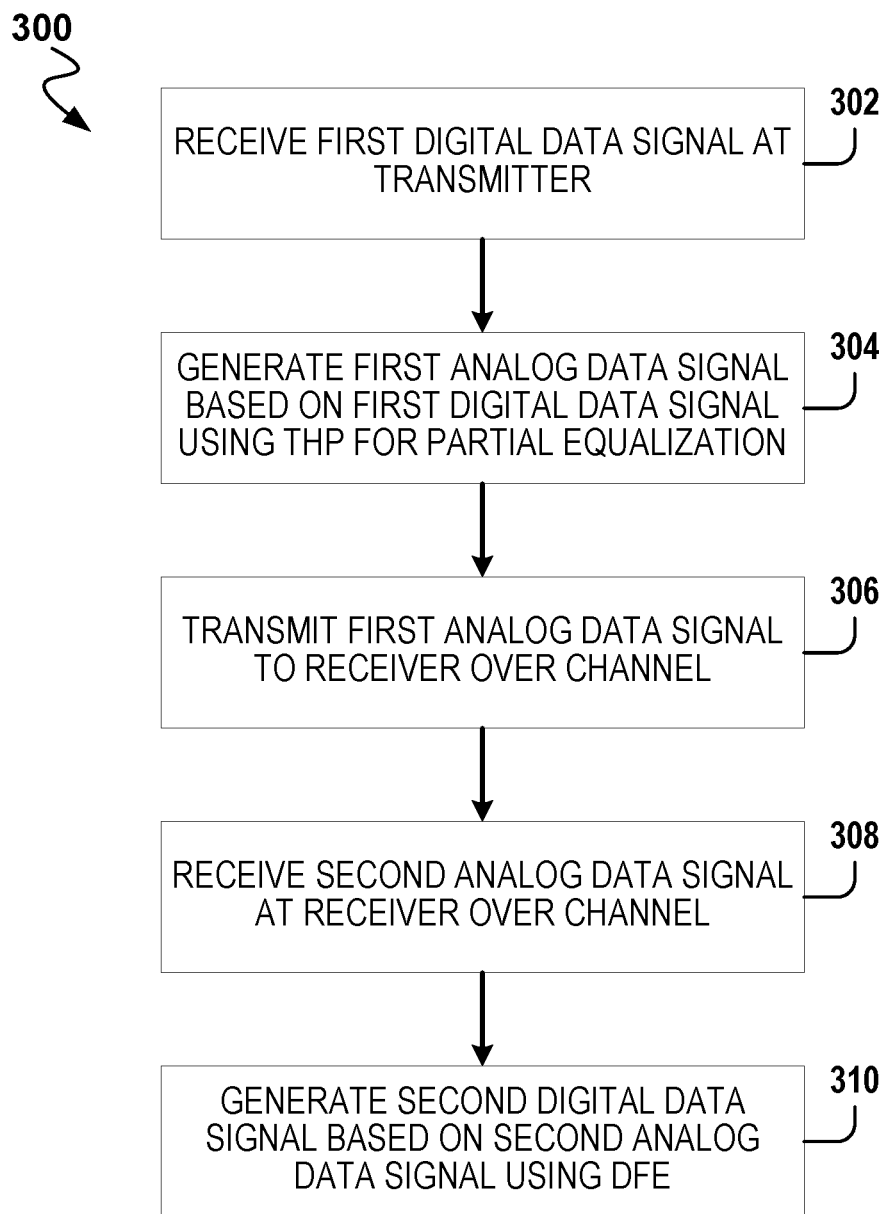 300
302
RECEIVE FIRST DIGITAL DATA SIGNAL AT
TRANSMITTER
304
GENERATE FIRST ANALOG DATA SIGNAL
BASED ON FIRST DIGITAL DATA SIGNAL
USING THP FOR PARTIAL EQUALIZATION
306
TRANSMIT FIRST ANALOG DATA SIGNAL
TO RECEIVER OVER CHANNEL
308
RECEIVE SECOND ANALOG DATA SIGNAL
AT RECEIVER OVER CHANNEL
310
GENERATE SECOND DIGITAL DATA
SIGNAL BASED ON SECOND ANALOG
DATA SIGNAL USING DFE